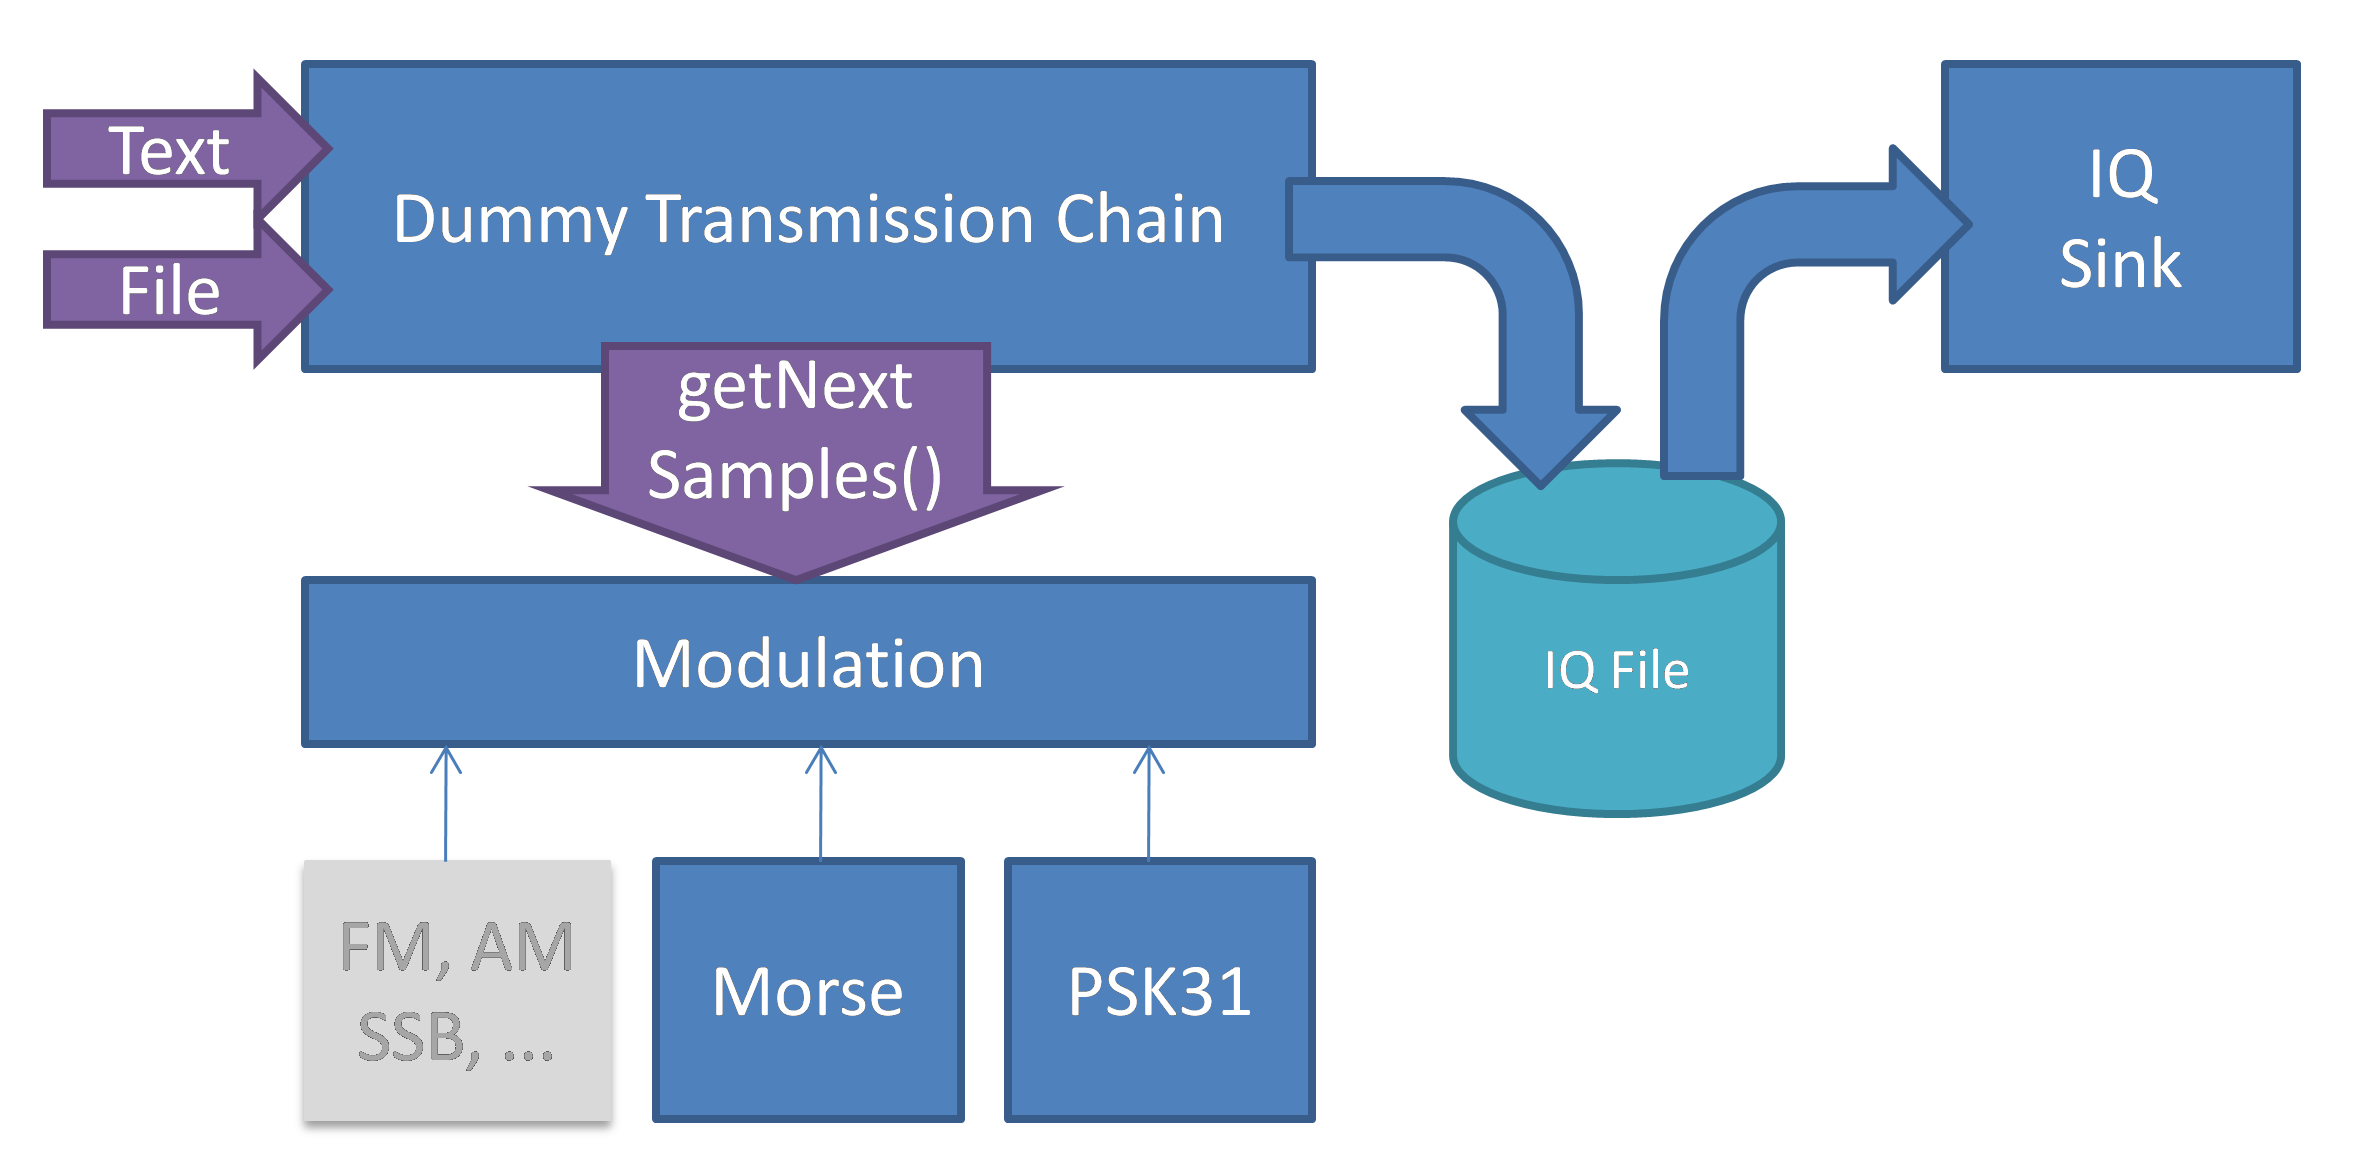 Text
File
Dummy Transmission Chain
getNext
Samples()
Modulation
FM, AM
SSB, ...
Morse
PSK31
IQ File
IQ
Sink